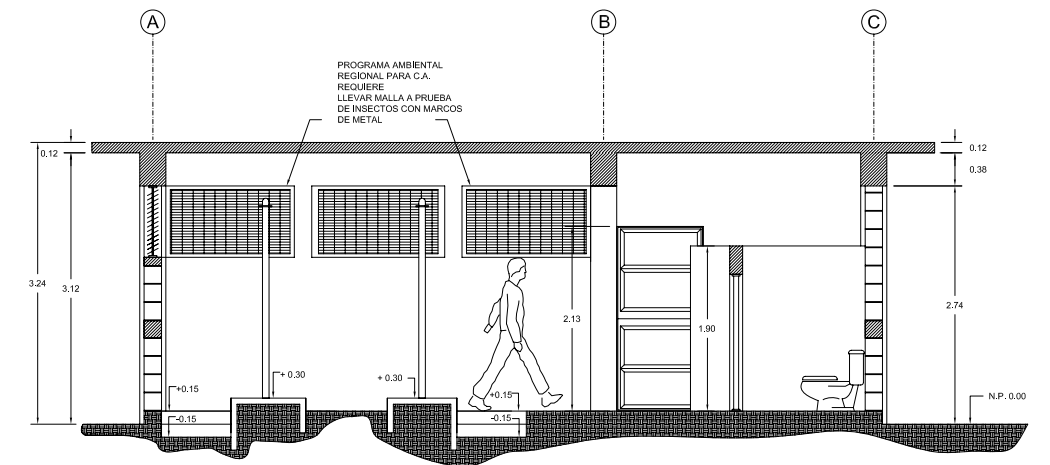 A
B
C
PROGRAMA AMBIENTAL
REGIONAL PARA C.A.
REQUIERE
LLEVAR MALLA A PRUEBA
DE INSECTOS CON MARCOS
DE METAL
0.12
0.12
0.38
3.24
3.12
2.13
1.90
2.74
+0.15
+ 0.30
+ 0.30
+0.15
N.P. 0.00
-0.15
-0.15